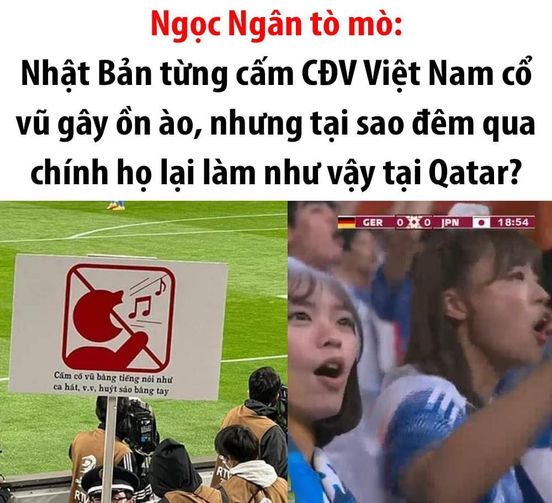 Ngọc Ngân tò mò:
Nhật Bản từng cấm CĐV Việt Nam cổ
vũ gây ồn ào, nhưng tại sao đêm qua
chính họ lại làm như vậy tại Qatar?
GER 0 0 JPN 18:54
Cấm cổ vũ bằng tiếng nói như
ca hát, v.v, huýt sáo bằng tay
RTV